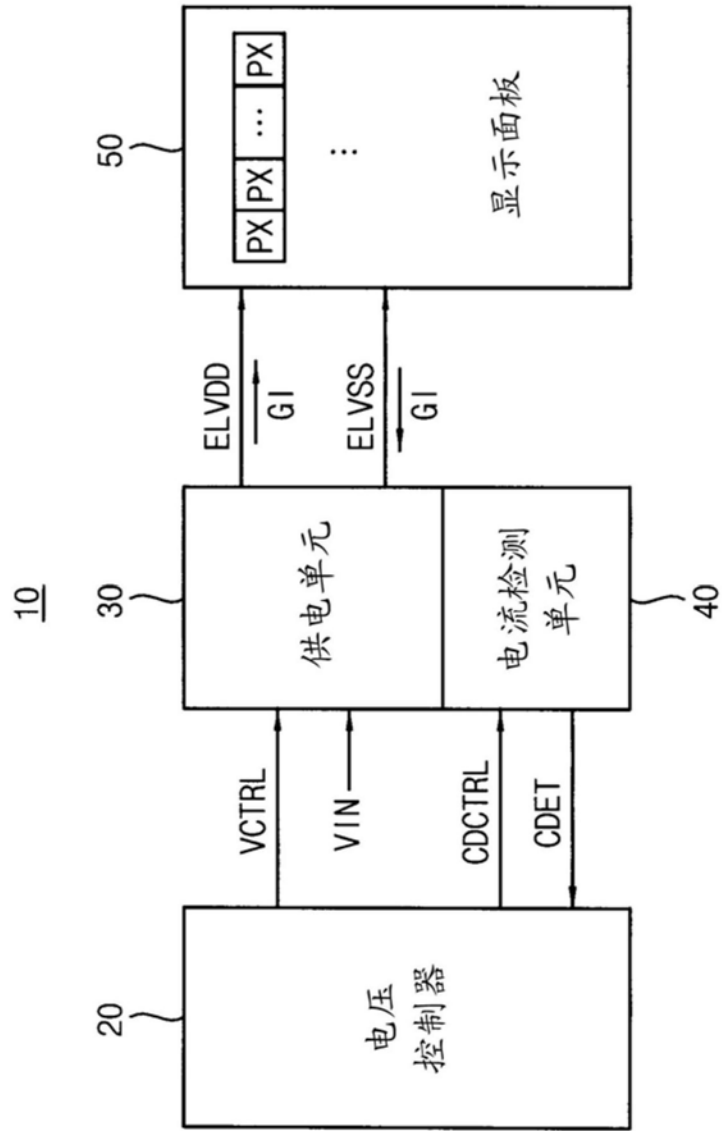 10
20
30
50
电压
控制器
VCTRL
VIN
CDCTRL
CDET
供电单元
电流检测
单元
40
ELVDD
GI
ELVSS
GI
PX PX ... PX
⋮
显示面板